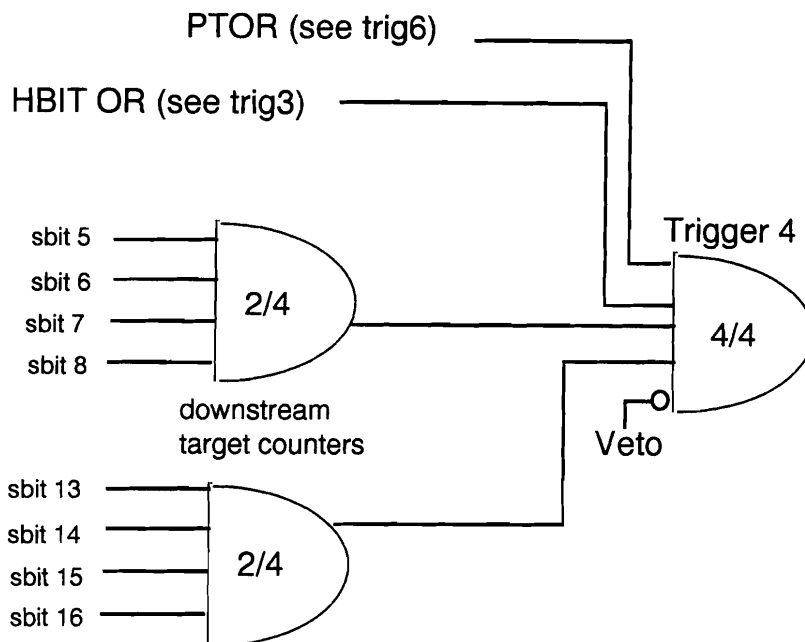 PTOR (see trig6)
HBIT OR (see trig3)
Trigger 4
sbit 5
sbit 6
sbit 7
sbit 8
2/4
4/4
downstream
target counters
Veto
sbit 13
sbit 14
sbit 15
sbit 16
2/4